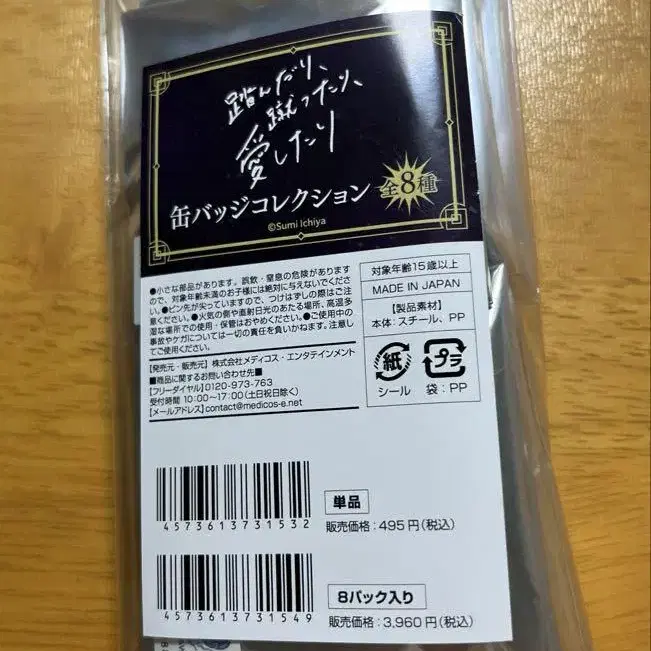 踏んだり、
蹴ったり、
愛したり
缶バッジコレクション 全8種
©Sumi Ichiya
●小さな部品があります。誤飲・窒息の危険があります
ので、対象年齢未満のお子様には絶対に与えないでくださ
い。●ピン先が尖っていますので、つけはずしの際はご注
意ください。●火気の側や直射日光のあたる場所、高温多
湿な場所での使用・保管はおやめください。●ご使用中の
事故やケガについては一切の責任を負いかねます。注意し
てご使用ください。
【発売元・販売元】株式会社メディコス・エンタテインメント
■商品に関するお問い合わせ先■
【フリーダイヤル】0120-973-763
受付時間 10:00〜17:00(土日祝日除く)
【メールアドレス】contact@medicos-e.net
対象年齢15歳以上
MADE IN JAPAN
【製品素材】
本体:スチール、PP
紙 プラ
シール 袋:PP
4573613731532
単品
販売価格:495円(税込)
4573613731549
8パック入り
販売価格:3,960円(税込)